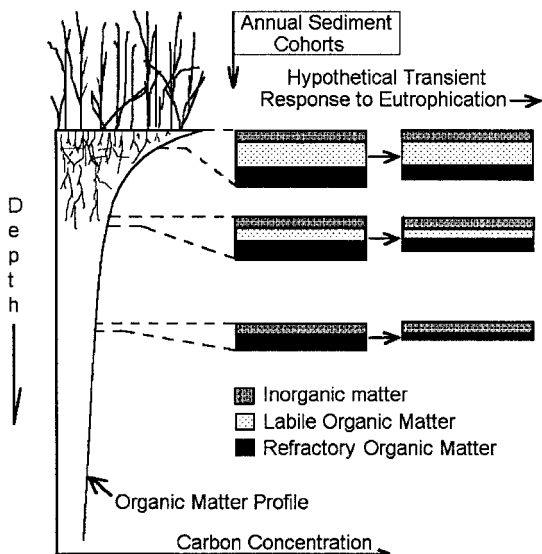 Annual Sediment
Cohorts
Hypothetical Transient
Response to Eutrophication
Depth
Inorganic matter
Labile Organic Matter
Refractory Organic Matter
Organic Matter Profile
Carbon Concentration